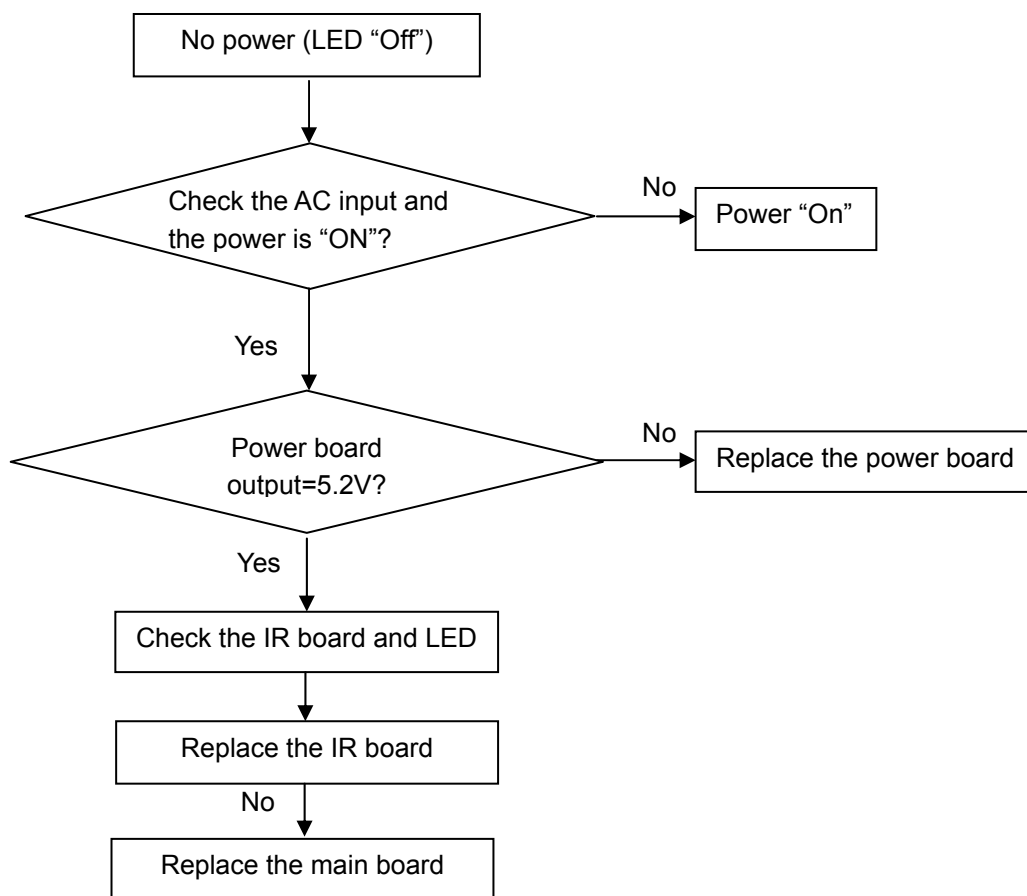 No power (LED “Off”)
Check the AC input and
the power is “ON”?
No
Power “On”
Yes
Power board
output=5.2V?
No
Replace the power board
Yes
Check the IR board and LED
Replace the IR board
No
Replace the main board